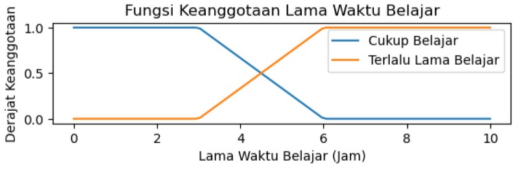 Fungsi Keanggotaan Lama Waktu Belajar
Derajat Keanggotaan
1.0
0.5
0.0
Cukup Belajar
Terlalu Lama Belajar
0 2 4 6 8 10
Lama Waktu Belajar (Jam)